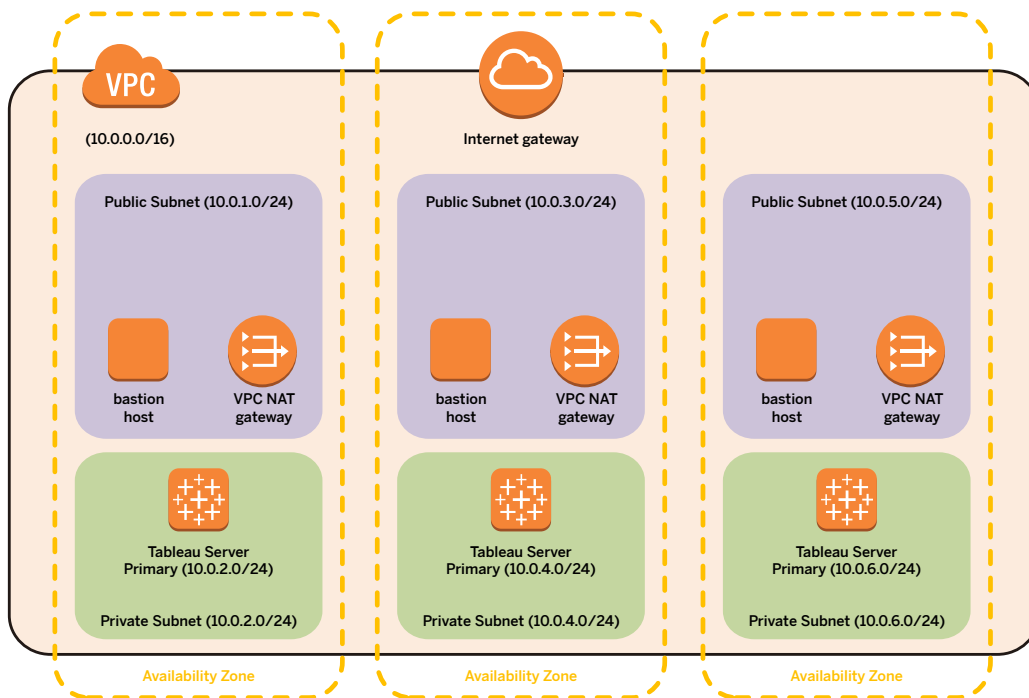 VPC
(10.0.0.0/16)
Internet gateway
Public Subnet (10.0.1.0/24)
bastion
host
VPC NAT
gateway
Tableau Server
Primary (10.0.2.0/24)
Private Subnet (10.0.2.0/24)
Availability Zone
Public Subnet (10.0.3.0/24)
bastion
host
VPC NAT
gateway
Tableau Server
Primary (10.0.4.0/24)
Private Subnet (10.0.4.0/24)
Availability Zone
Public Subnet (10.0.5.0/24)
bastion
host
VPC NAT
gateway
Tableau Server
Primary (10.0.6.0/24)
Private Subnet (10.0.6.0/24)
Availability Zone